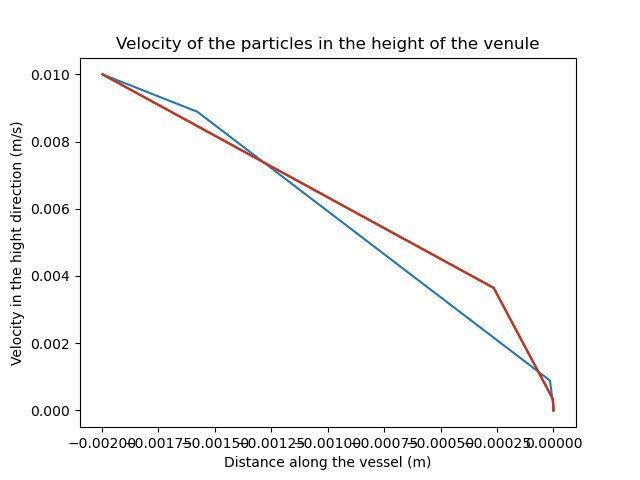 Velocity of the particles in the height of the venule
Velocity in the hight direction (m/s)
0.010
0.008
0.006
0.004
0.002
0.000
−0.00200 −0.00175 −0.00150 −0.00125 −0.00100 −0.00075 −0.00050 −0.00025 0.00000
Distance along the vessel (m)